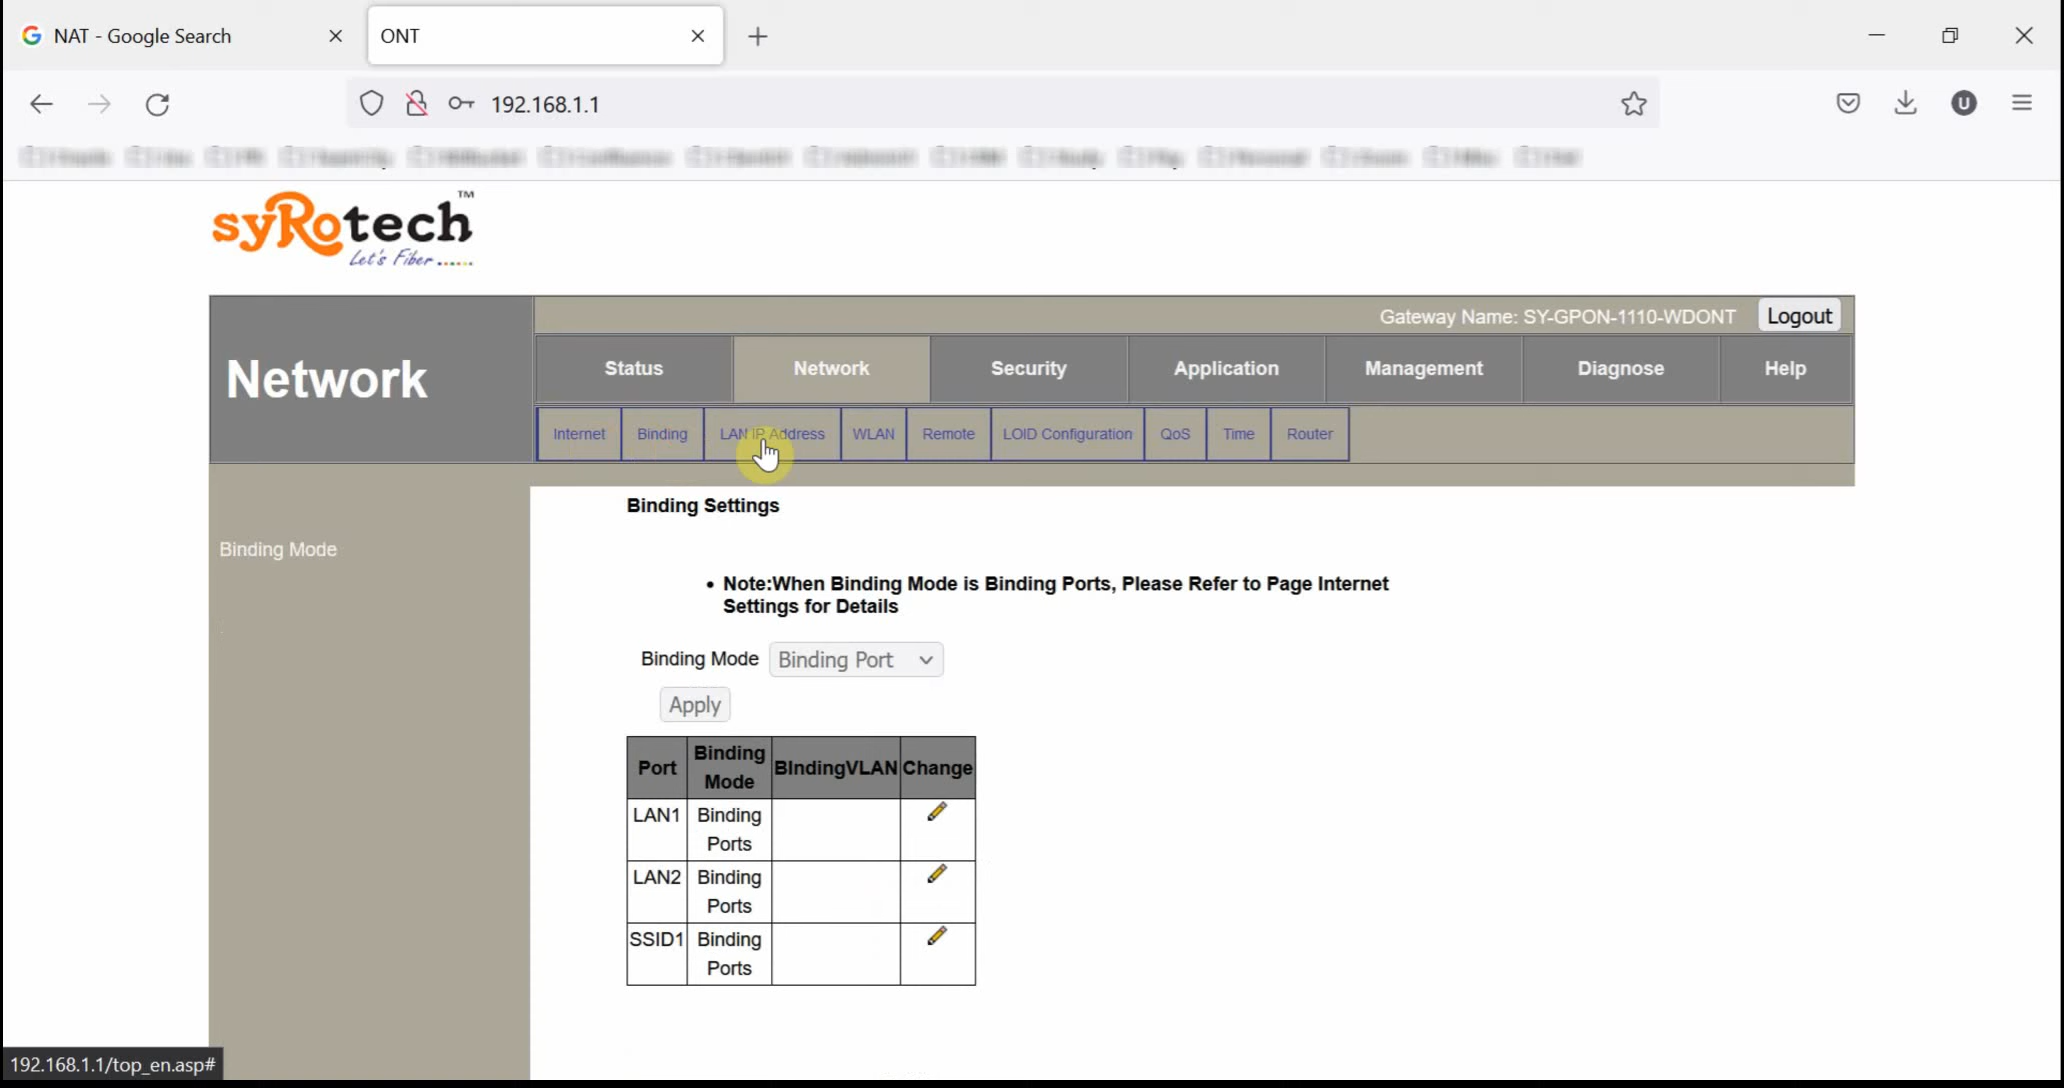 NAT - Google Search
ONT
192.168.1.1
syRotech™
Let's Fiber......
Gateway Name: SY-GPON-1110-WDONT Logout
Network
Status Network Security Application Management Diagnose Help
Internet Binding LAN IP Address WLAN Remote LOID Configuration QoS Time Router
Binding Settings
Binding Mode
• Note:When Binding Mode is Binding Ports, Please Refer to Page Internet
Settings for Details
Binding Mode Binding Port
Apply
Port Binding Mode BIndingVLAN Change
LAN1 Binding Ports
LAN2 Binding Ports
SSID1 Binding Ports
192.168.1.1/top_en.asp#